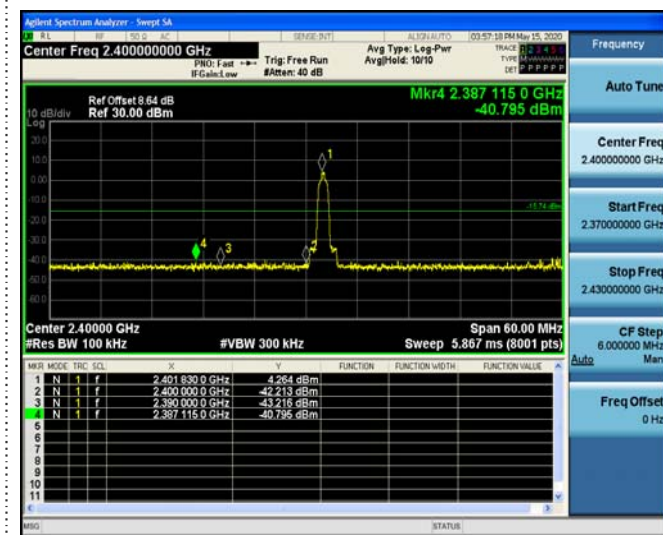 Agilent Spectrum Analyzer - Swept SA
RL RF 50 Ω AC SENSE:INT ALIGN AUTO 03:57:18 PM May 15, 2020
Center Freq 2.400000000 GHz
PNO: Fast
IFGain:Low
Trig: Free Run
#Atten: 40 dB
Avg Type: Log-Pwr
Avg|Hold: 10/10
TRACE 1 2 3 4 5 6
TYPE
DET P P P P P P
Frequency
Ref Offset 8.64 dB
Ref 30.00 dBm
10 dB/div
Log
Mkr4 2.387 115 0 GHz
-40.795 dBm
20.0
0.00
-10.0
-20.0
-30.0
-40.0
-60.0
1
2
3
4
-15.74 dBm
Center 2.40000 GHz
#Res BW 100 kHz
#VBW 300 kHz
Span 60.00 MHz
Sweep 5.867 ms (8001 pts)
MKR MODE TRC SCL X Y FUNCTION FUNCTION WIDTH FUNCTION VALUE
1 N 1 f 2.401 830 0 GHz 4.264 dBm
2 N 1 f 2.400 000 0 GHz -42.213 dBm
3 N 1 f 2.390 000 0 GHz -43.216 dBm
4 N 1 f 2.387 115 0 GHz -40.795 dBm
5
6
7
8
9
10
11
MSG
STATUS
Auto Tune
Center Freq
2.400000000 GHz
Start Freq
2.370000000 GHz
Stop Freq
2.430000000 GHz
CF Step
6.000000 MHz
Auto Man
Freq Offset
0 Hz